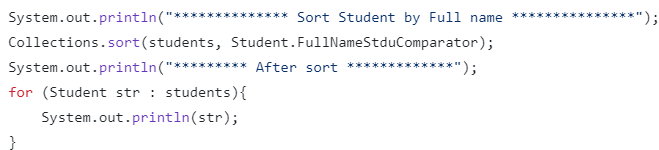 System.out.println("************** Sort Student by Full name ***************");
Collections.sort(students, Student.FullNameStduComparator);
System.out.println("********* After sort *************");
for (Student str : students){
    System.out.println(str);
}